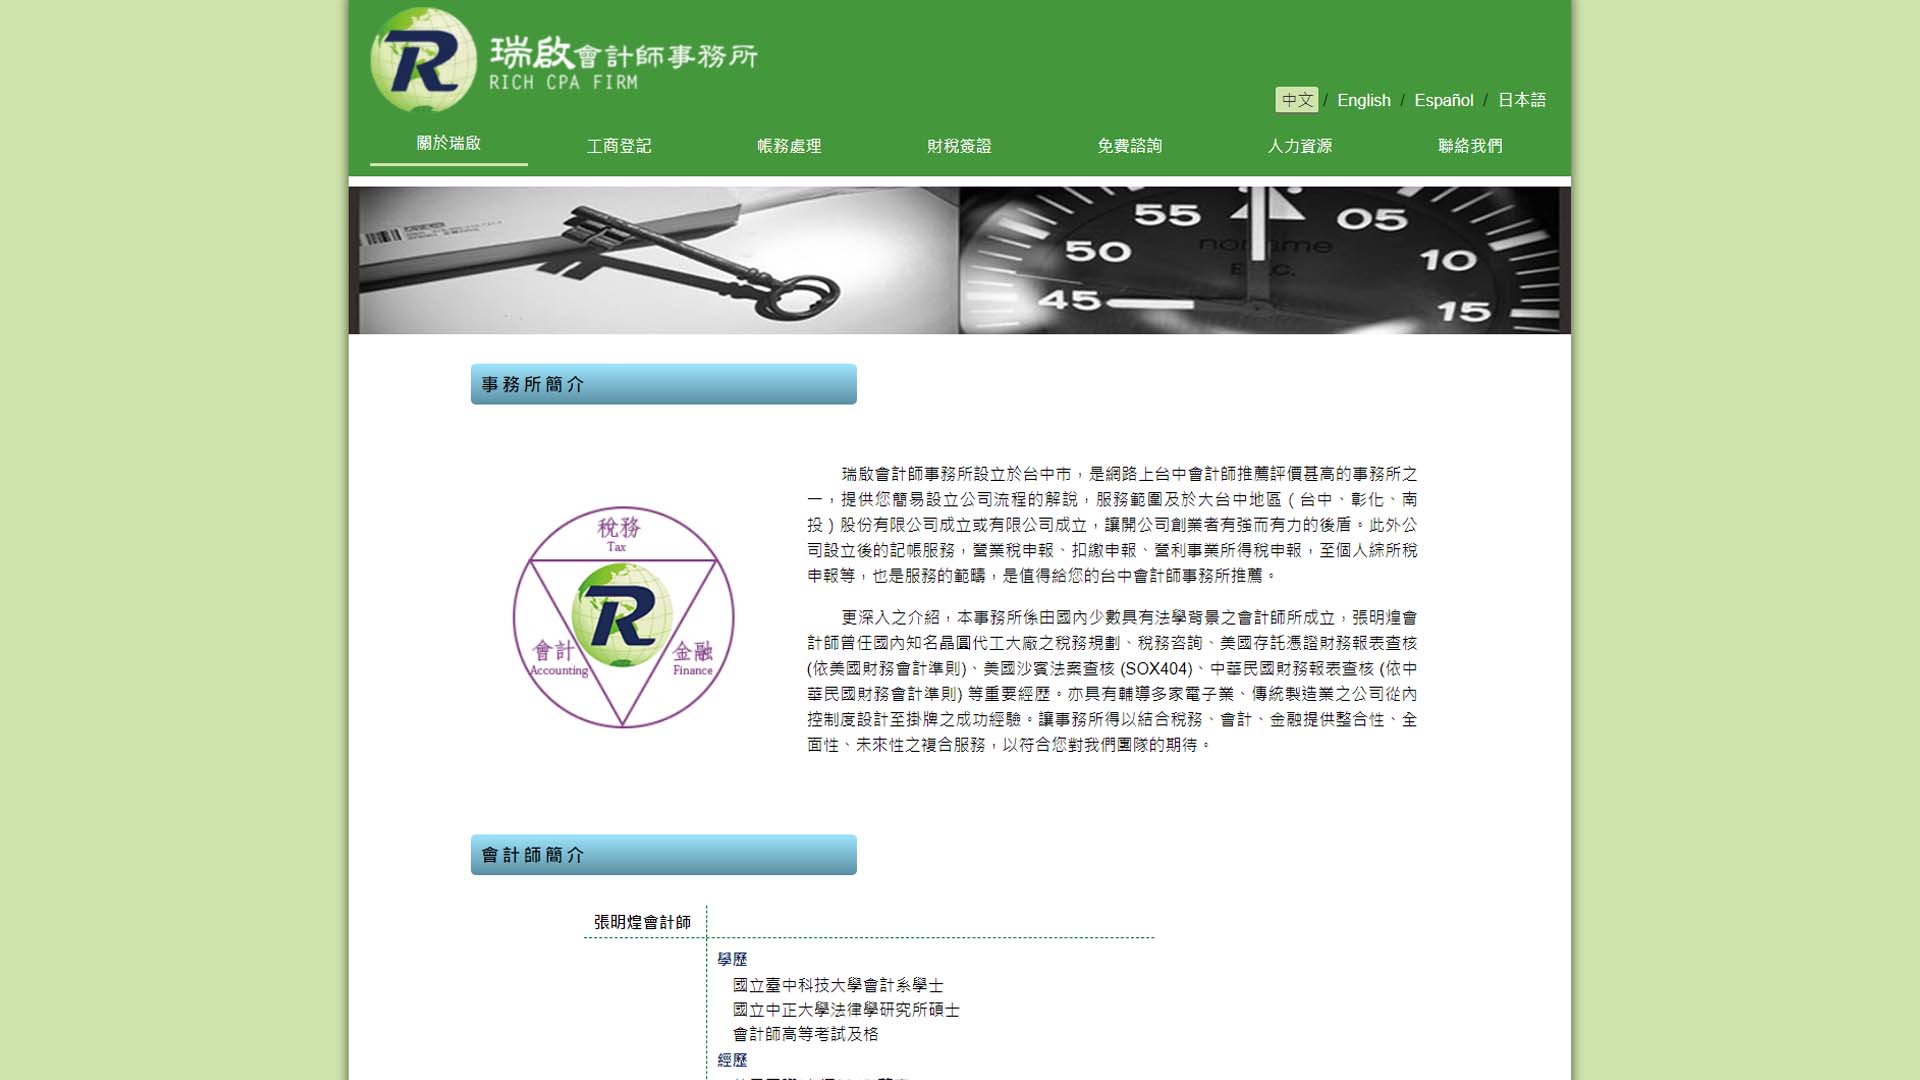 瑞啟會計師事務所
RICH CPA FIRM
中文 / English / Español / 日本語
關於瑞啟 工商登記 帳務處理 財稅簽證 免費諮詢 人力資源 聯絡我們
55 05
50 10
45 15
事務所簡介
瑞啟會計師事務所設立於台中市，是網路上台中會計師推薦評價甚高的事務所之
一，提供您簡易設立公司流程的解說，服務範圍及於大台中地區（台中、彰化、南
投）股份有限公司成立或有限公司成立，讓開公司創業者有強而有力的後盾。此外公
司設立後的記帳服務，營業稅申報、扣繳申報、營利事業所得稅申報，至個人綜所稅
申報等，也是服務的範疇，是值得給您的台中會計師事務所推薦。
更深入之介紹，本事務所係由國內少數具有法學背景之會計師所成立，張明煌會
計師曾任國內知名晶圓代工大廠之稅務規劃、稅務咨詢、美國存託憑證財務報表查核
(依美國財務會計準則)、美國沙賓法案查核 (SOX404)、中華民國財務報表查核 (依中
華民國財務會計準則) 等重要經歷。亦具有輔導多家電子業、傳統製造業之公司從內
控制度設計至掛牌之成功經驗。讓事務所得以結合稅務、會計、金融提供整合性、全
面性、未來性之複合服務，以符合您對我們團隊的期待。
稅務
Tax
R
會計
Accounting
金融
Finance
會計師簡介
張明煌會計師
學歷
國立臺中科技大學會計系學士
國立中正大學法律學研究所碩士
會計師高等考試及格
經歷